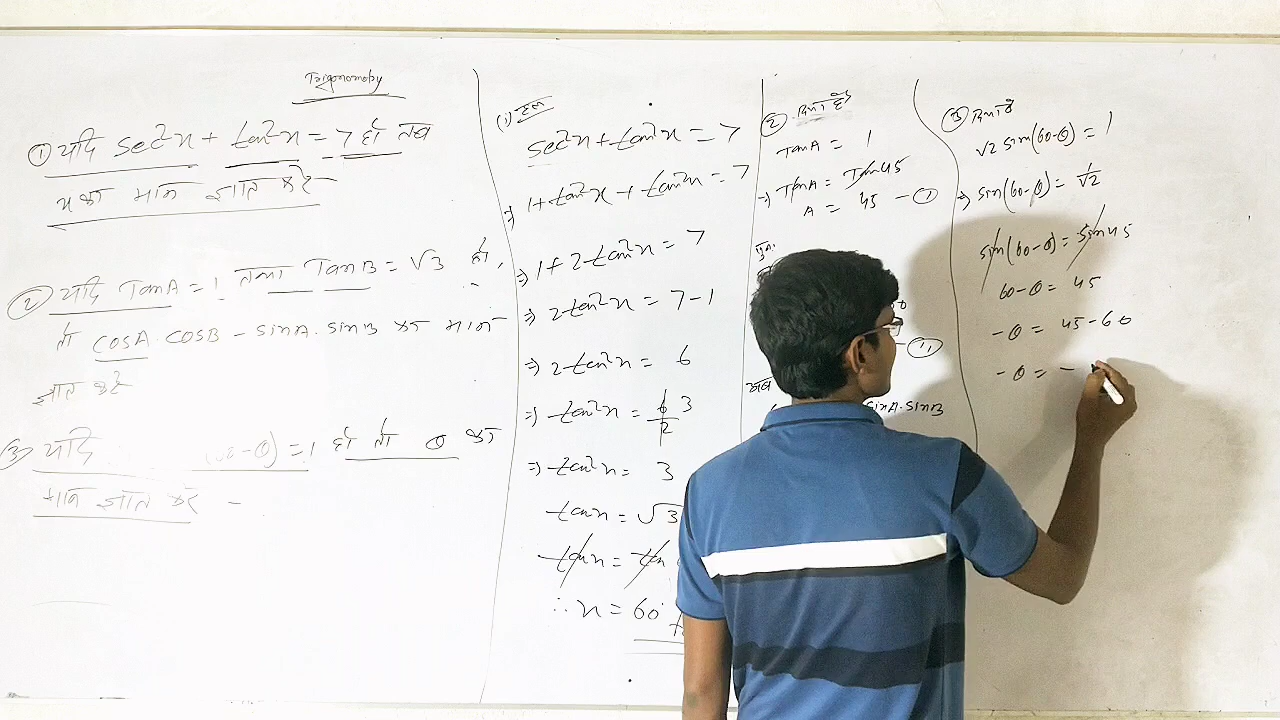 Trigonometry
① यदि sec²x + tan²x = 7 हो तब
x का मान ज्ञात करें -
② यदि TanA = 1 तथा TanB = √3 हो,
तो cosA.cosB - sinA.sinB का मान
ज्ञात करें
③ यदि -θ) = 1 हो तो θ का
मान ज्ञात करें -
(1) हल
sec²x + tan²x = 7
⇒ 1 + tan²x + tan²x = 7
⇒ 1 + 2tan²x = 7
⇒ 2tan²x = 7-1
⇒ 2tan²x = 6
⇒ tan²x = 6/2 3
⇒ tan²x = 3
tanx = √3
tanx = tan
∴ x = 60°
② दिया है
TanA = 1
⇒ TanA = Tan45
A = 45 - ①
पुनः
अब
sinA.sinB
③ दिया है
√2 sin(60-θ) = 1
⇒ sin(60-θ) = 1/√2
sin(60-θ) = sin45
60-θ = 45
-θ = 45-60
-θ = -